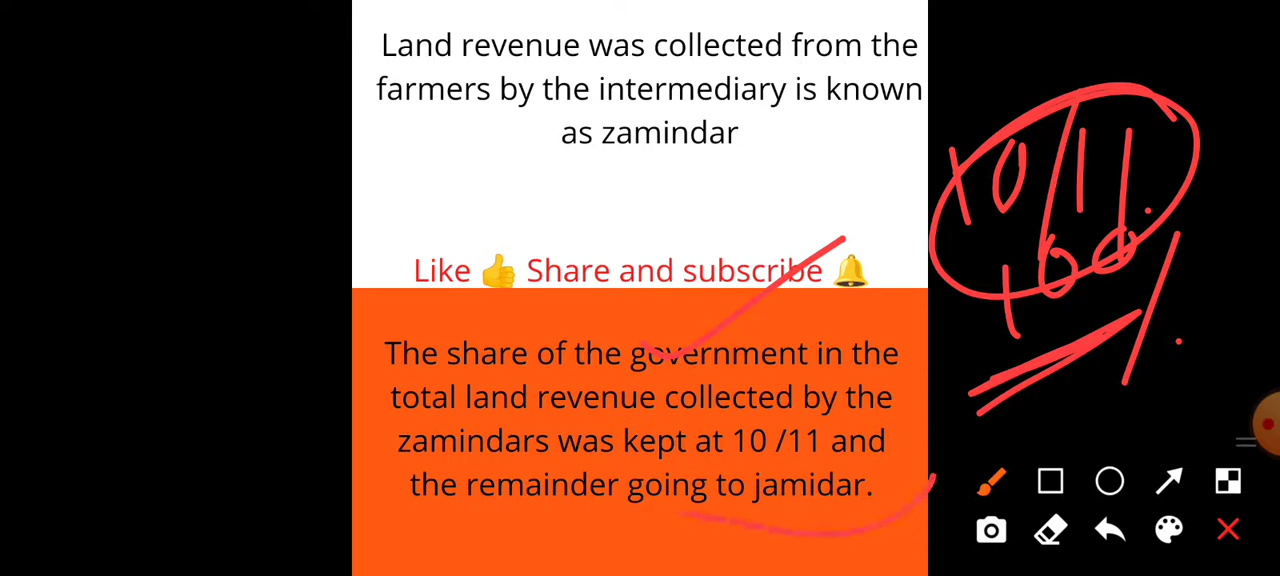 Land revenue was collected from the
farmers by the intermediary is known
as zamindar
Like 👍 Share and subscribe 🔔
The share of the government in the
total land revenue collected by the
zamindars was kept at 10 /11 and
the remainder going to jamidar.
10/11
100